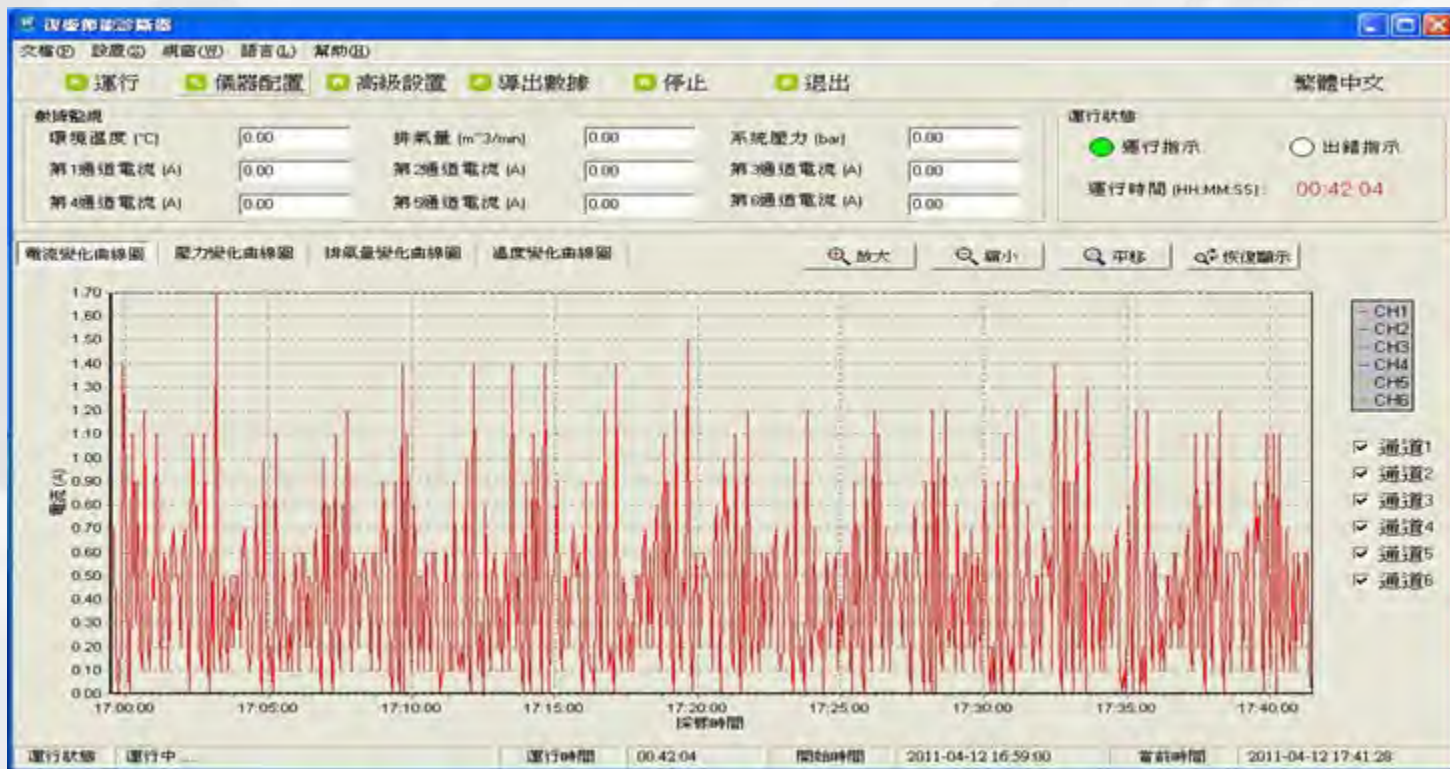 文檔(F) 設置(S) 視窗(W) 語言(L) 幫助(H)
運行 儀器配置 高級設置 導出數據 停止 退出 繁體中文
數據監視 運行狀態
環境溫度 (°C) 0.00 排氣量 (m^3/min) 0.00 系統壓力 (bar) 0.00
運行指示 出錯指示
第1通道電流 (A) 0.00 第2通道電流 (A) 0.00 第3通道電流 (A) 0.00
運行時間 (HH:MM:SS): 00:42:04
第4通道電流 (A) 0.00 第5通道電流 (A) 0.00 第6通道電流 (A) 0.00
電流變化曲線圖 壓力變化曲線圖 排氣量變化曲線圖 溫度變化曲線圖 放大 縮小 平移 恢復顯示
1.70
1.60
1.50
1.40
1.30
1.20
1.10
1.00
0.90
0.80
0.70
0.60
0.50
0.40
0.30
0.20
0.10
0.00
電流 (A)
17:00:00 17:05:00 17:10:00 17:15:00 17:20:00 17:25:00 17:30:00 17:35:00 17:40:00
採樣時間
CH1
CH2
CH3
CH4
CH5
CH6
通道1
通道2
通道3
通道4
通道5
通道6
運行狀態 運行中... 運行時間 00:42:04 開始時間 2011-04-12 16:59:00 當前時間 2011-04-12 17:41:28